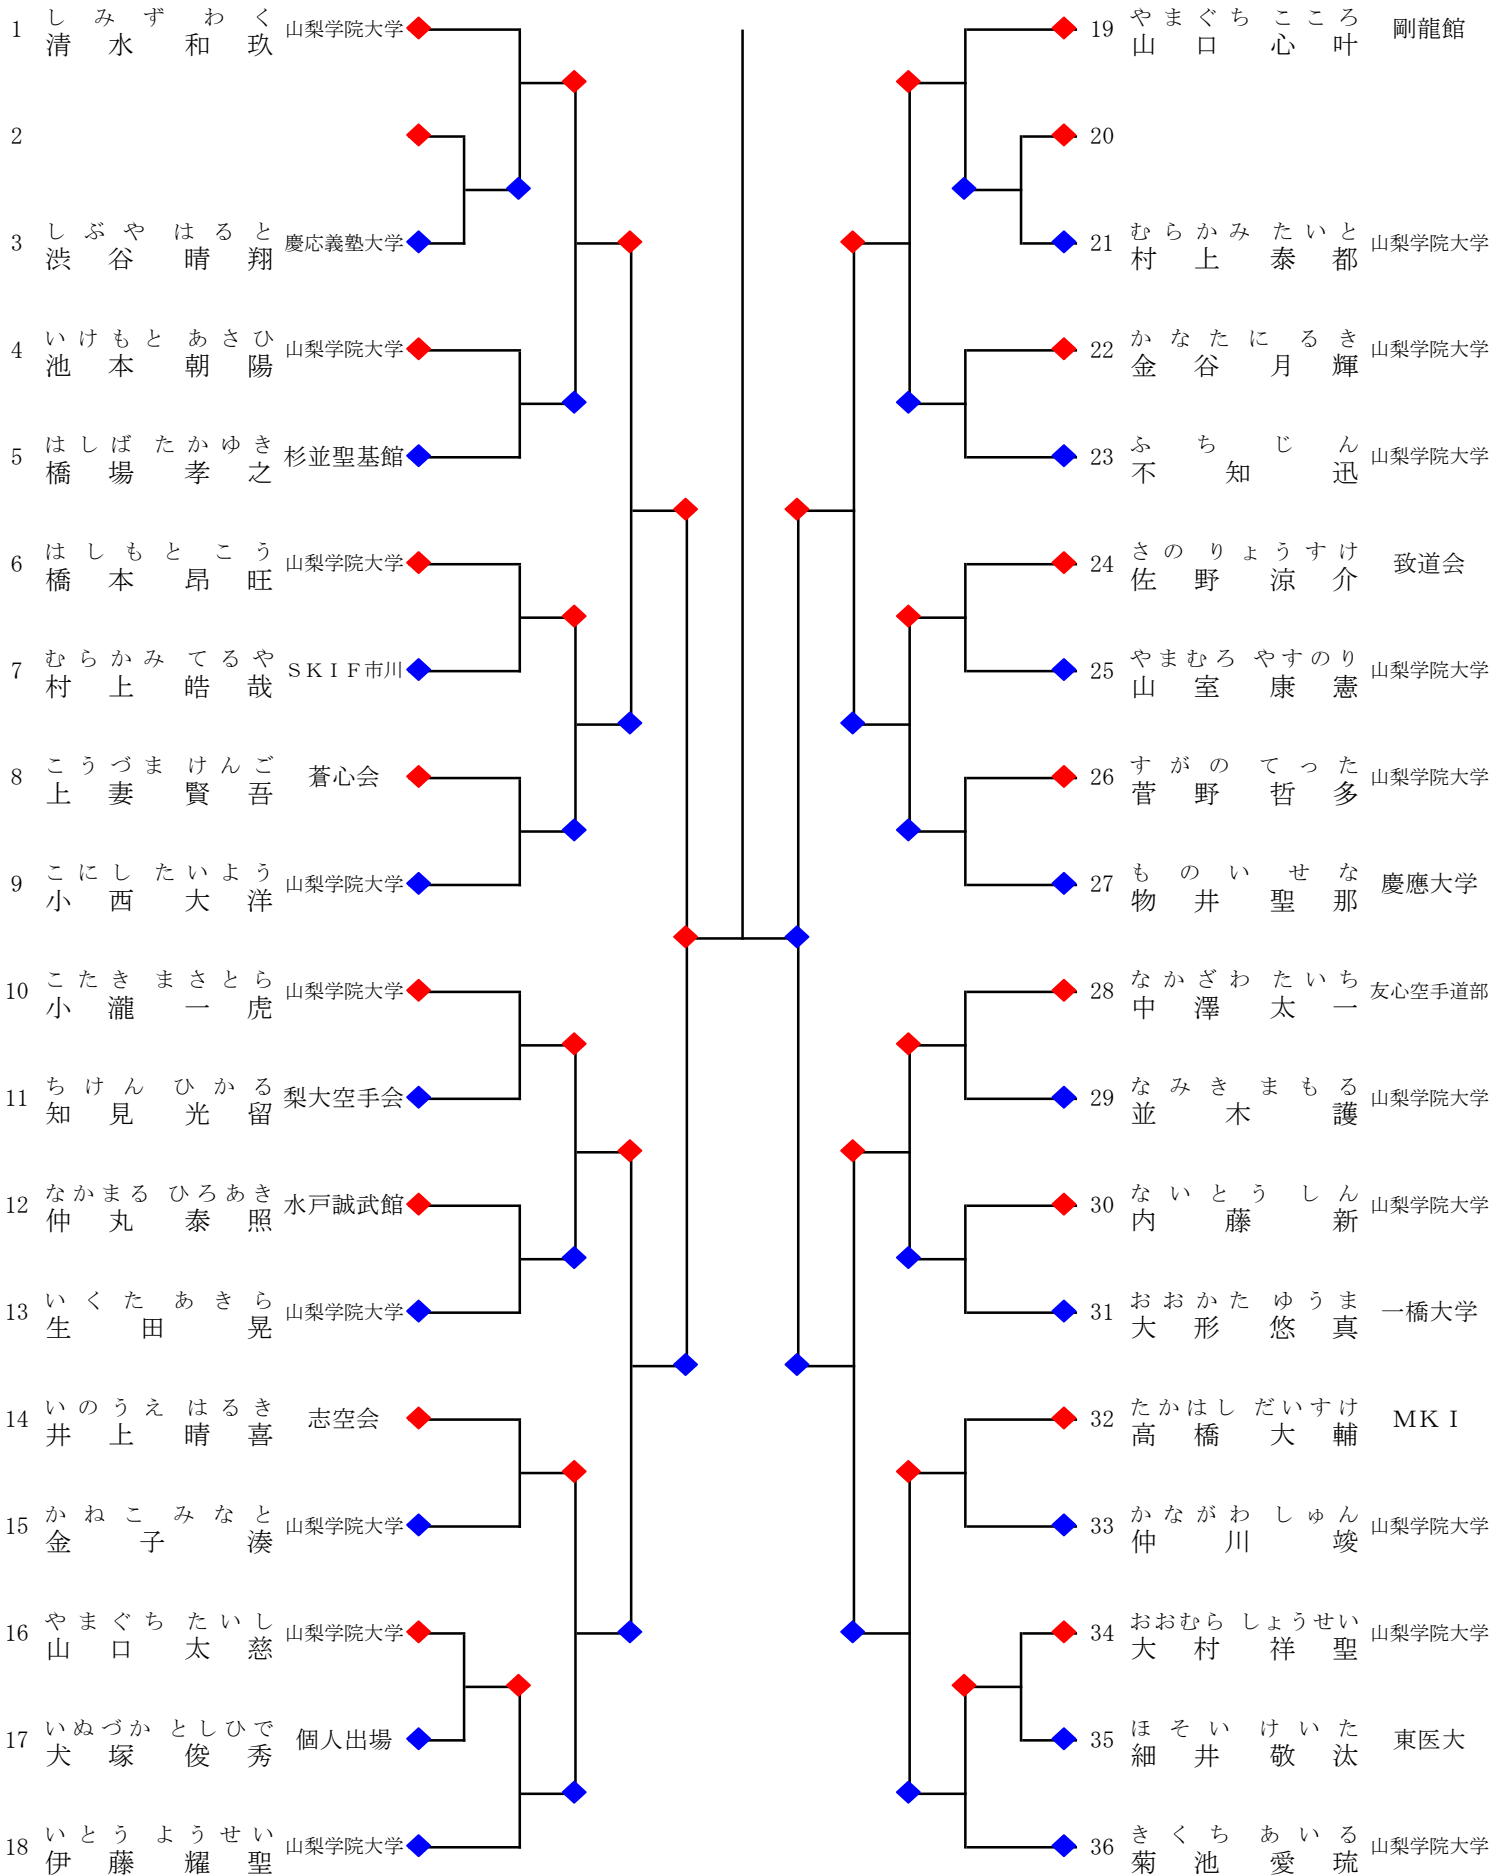 しみず わく
1 清水和玖 山梨学院大学
2
しぶや はると
3 渋谷晴翔 慶応義塾大学
いけもと あさひ
4 池本朝陽 山梨学院大学
はしば たかゆき
5 橋場孝之 杉並聖基館
はしもと こう
6 橋本昂旺 山梨学院大学
むらかみ てるや
7 村上皓哉 ＳＫＩＦ市川
こうづま けんご
8 上妻賢吾 蒼心会
こにし たいよう
9 小西大洋 山梨学院大学
こたき まさとら
10 小瀧一虎 山梨学院大学
ちけん ひかる
11 知見光留 梨大空手会
なかまる ひろあき
12 仲丸泰照 水戸誠武館
いくた あきら
13 生田晃 山梨学院大学
いのうえ はるき
14 井上晴喜 志空会
かねこ みなと
15 金子湊 山梨学院大学
やまぐち たいし
16 山口太慈 山梨学院大学
いぬづか としひで
17 犬塚俊秀 個人出場
いとう ようせい
18 伊藤耀聖 山梨学院大学
やまぐち こころ
19 山口心叶 剛龍館
20
むらかみ たいと
21 村上泰都 山梨学院大学
かなたに るき
22 金谷月輝 山梨学院大学
ふち じん
23 不知迅 山梨学院大学
さの りょうすけ
24 佐野涼介 致道会
やまむろ やすのり
25 山室康憲 山梨学院大学
すがの てった
26 菅野哲多 山梨学院大学
ものい せな
27 物井聖那 慶應大学
なかざわ たいち
28 中澤太一 友心空手道部
なみき まもる
29 並木護 山梨学院大学
ないとう しん
30 内藤新 山梨学院大学
おおかた ゆうま
31 大形悠真 一橋大学
たかはし だいすけ
32 高橋大輔 ＭＫＩ
かながわ しゅん
33 仲川竣 山梨学院大学
おおむら しょうせい
34 大村祥聖 山梨学院大学
ほそい けいた
35 細井敬汰 東医大
きくち あいる
36 菊池愛琉 山梨学院大学